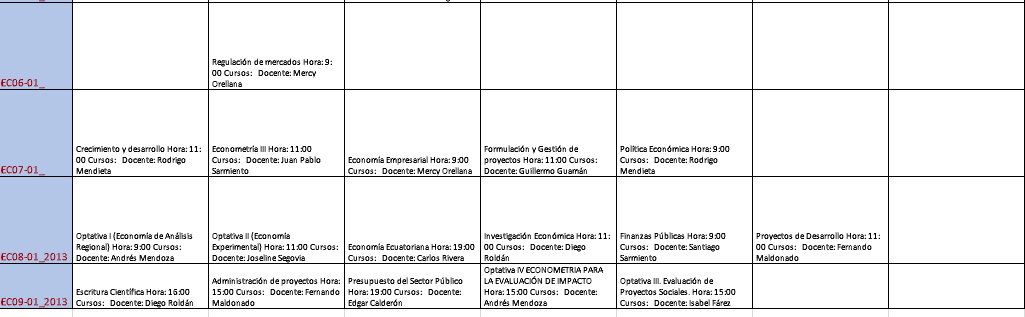 EC06-01_
Regulación de mercados Hora: 9:
00 Cursos: Docente: Mercy
Orellana
EC07-01_
Crecimiento y desarrollo Hora: 11:
00 Cursos: Docente: Rodrigo
Mendieta
Econometría III Hora: 11:00
Cursos: Docente: Juan Pablo
Sarmiento
Economía Empresarial Hora: 9:00
Cursos: Docente: Mercy Orellana
Formulación y Gestión de
proyectos Hora: 11:00 Cursos:
Docente: Guillermo Guamán
Política Económica Hora: 9:00
Cursos: Docente: Rodrigo
Mendieta
EC08-01_2013
Optativa I (Economía de Análisis
Regional) Hora: 9:00 Cursos:
Docente: Andrés Mendoza
Optativa II (Economía
Experimental) Hora: 11:00 Cursos:
Docente: Joseline Segovia
Economía Ecuatoriana Hora: 19:00
Cursos: Docente: Carlos Rivera
Investigación Económica Hora: 11:
00 Cursos: Docente: Diego
Roldán
Finanzas Públicas Hora: 9:00
Cursos: Docente: Santiago
Sarmiento
Proyectos de Desarrollo Hora: 11:
00 Cursos: Docente: Fernando
Maldonado
EC09-01_2013
Escritura Científica Hora: 16:00
Cursos: Docente: Diego Roldán
Administración de proyectos Hora:
15:00 Cursos: Docente: Fernando
Maldonado
Presupuesto del Sector Público
Hora: 19:00 Cursos: Docente:
Edgar Calderón
Optativa IV ECONOMETRIA PARA
LA EVALUACIÓN DE IMPACTO
Hora: 15:00 Cursos: Docente:
Andrés Mendoza
Optativa III. Evaluación de
Proyectos Sociales. Hora: 15:00
Cursos: Docente: Isabel Fárez